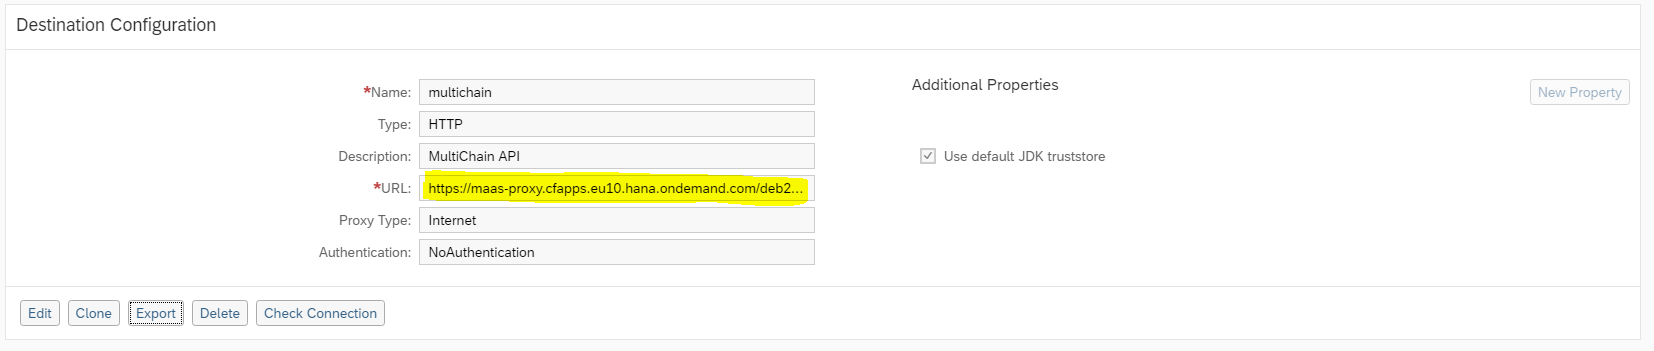 Destination Configuration
*Name: multichain
Type: HTTP
Description: MultiChain API
*URL: https://maas-proxy.cfapps.eu10.hana.ondemand.com/deb2...
Proxy Type: Internet
Authentication: NoAuthentication
Additional Properties
New Property
Use default JDK truststore
Edit Clone Export Delete Check Connection